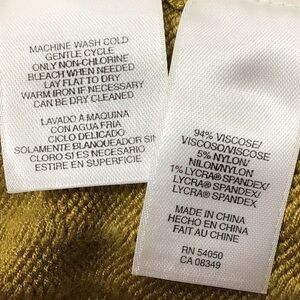 MACHINE WASH COLD
GENTLE CYCLE
ONLY NON-CHLORINE
BLEACH WHEN NEEDED
LAY FLAT TO DRY
WARM IRON IF NECESSARY
CAN BE DRY CLEANED
LAVADO A MAQUINA
CON AGUA FRIA
CICLO DELICADO
SOLAMENTE BLANQUEADOR SIN
CLORO SI ES NECESARIO
ESTIRE EN SUPERFICIE
94% VISCOSE/
VISCOSO/VISCOSE
5% NYLON/
NILON/NYLON
1% LYCRA® SPANDEX/
LYCRA® SPANDEX/
LYCRA® SPANDEX
MADE IN CHINA
HECHO EN CHINA
FAIT AU CHINE
RN 54050
CA 08349